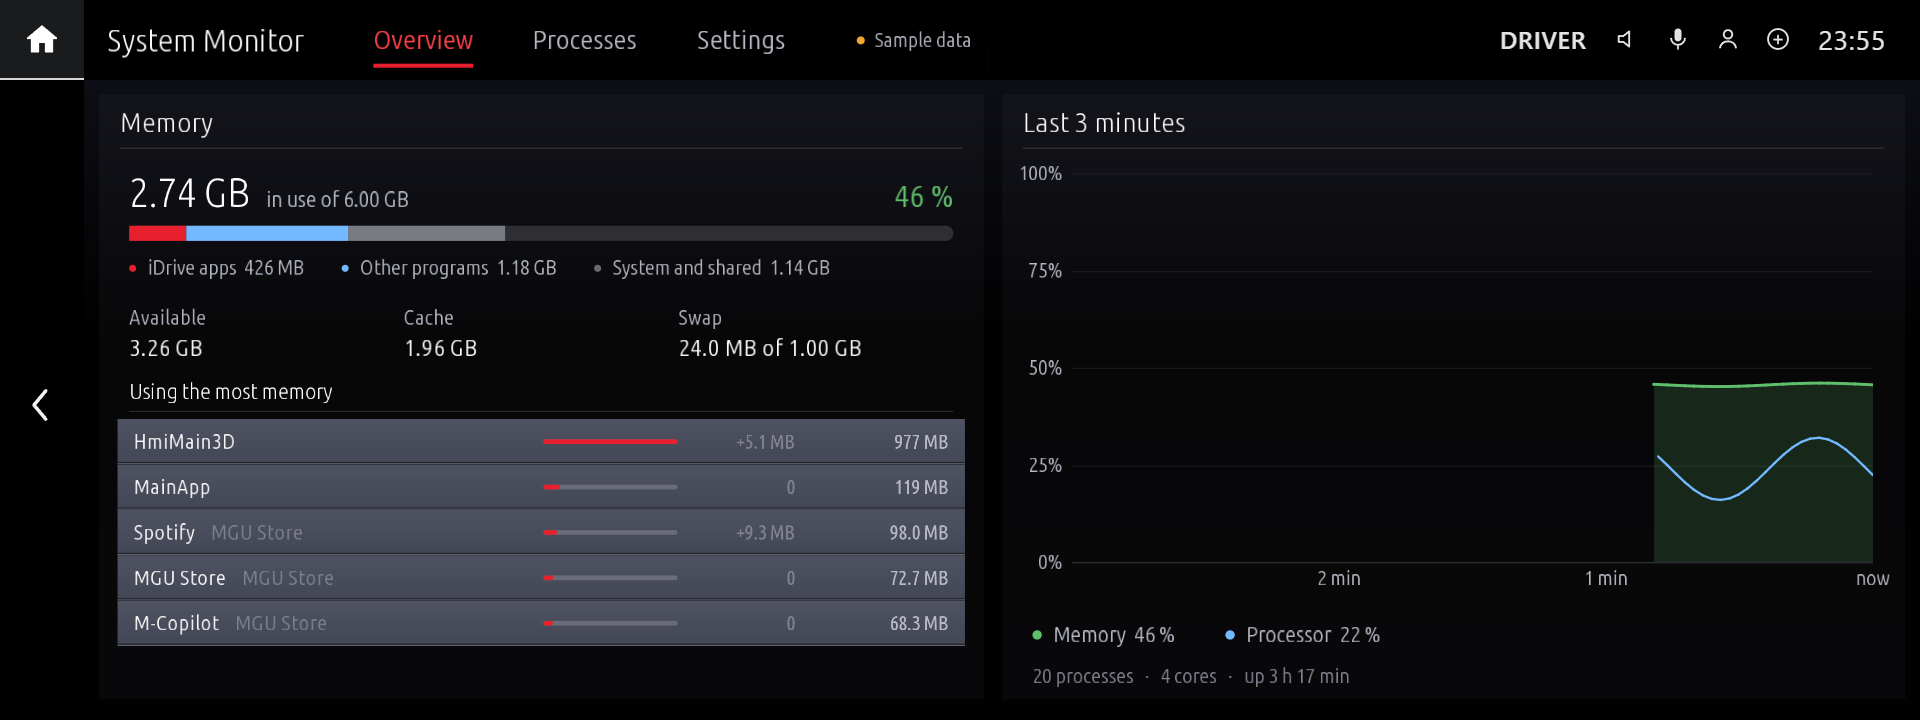 System Monitor Overview Processes Settings Sample data DRIVER 23:55
Memory
2.74 GB in use of 6.00 GB 46 %
iDrive apps 426 MB Other programs 1.18 GB System and shared 1.14 GB
Available Cache Swap
3.26 GB 1.96 GB 24.0 MB of 1.00 GB
Using the most memory
HmiMain3D +5.1 MB 977 MB
MainApp 0 119 MB
Spotify MGU Store +9.3 MB 98.0 MB
MGU Store MGU Store 0 72.7 MB
M-Copilot MGU Store 0 68.3 MB
Last 3 minutes
100%
75%
50%
25%
0%
2 min 1 min now
Memory 46 % Processor 22 %
20 processes · 4 cores · up 3 h 17 min